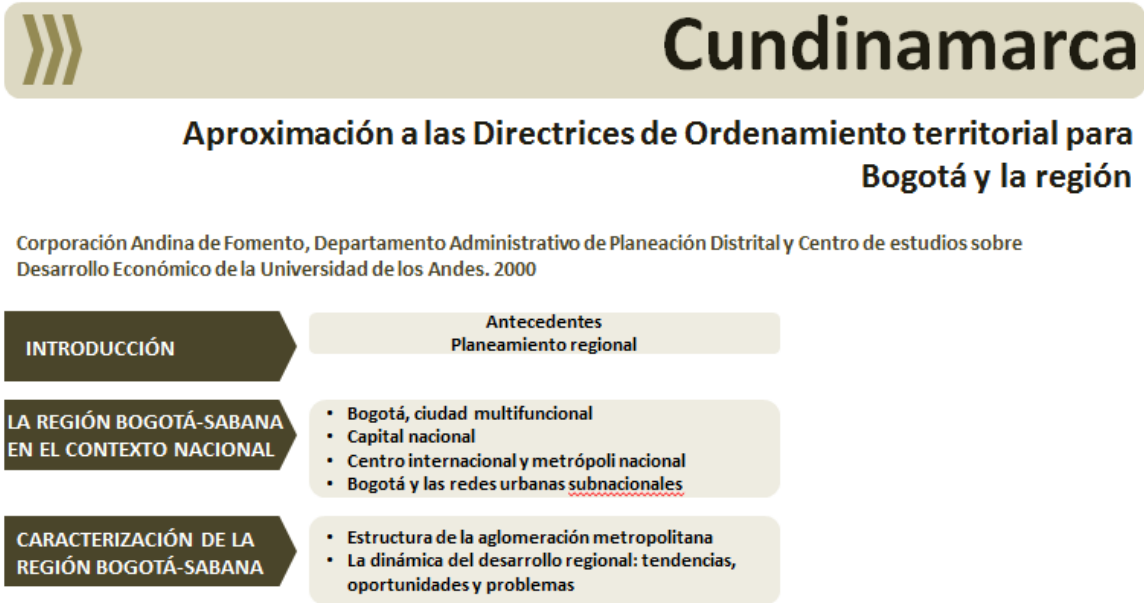 Cundinamarca
Aproximación a las Directrices de Ordenamiento territorial para
Bogotá y la región
Corporación Andina de Fomento, Departamento Administrativo de Planeación Distrital y Centro de estudios sobre
Desarrollo Económico de la Universidad de los Andes. 2000
INTRODUCCIÓN
Antecedentes
Planeamiento regional
LA REGIÓN BOGOTÁ-SABANA
EN EL CONTEXTO NACIONAL
• Bogotá, ciudad multifuncional
• Capital nacional
• Centro internacional y metrópoli nacional
• Bogotá y las redes urbanas subnacionales
CARACTERIZACIÓN DE LA
REGIÓN BOGOTÁ-SABANA
• Estructura de la aglomeración metropolitana
• La dinámica del desarrollo regional: tendencias,
oportunidades y problemas